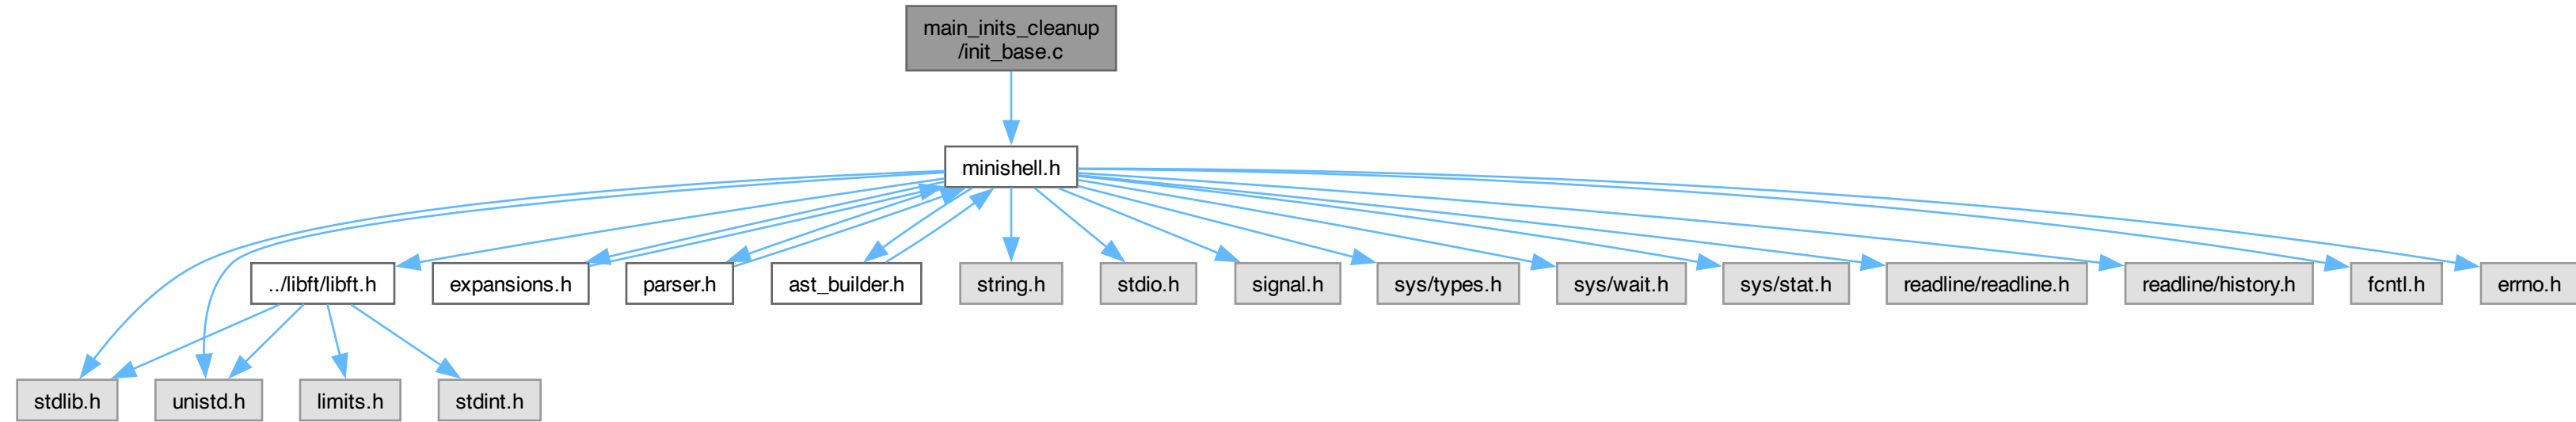 main_inits_cleanup
/init_base.c
minishell.h
../libft/libft.h
expansions.h
parser.h
ast_builder.h
string.h
stdio.h
signal.h
sys/types.h
sys/wait.h
sys/stat.h
readline/readline.h
readline/history.h
fcntl.h
errno.h
stdlib.h
unistd.h
limits.h
stdint.h